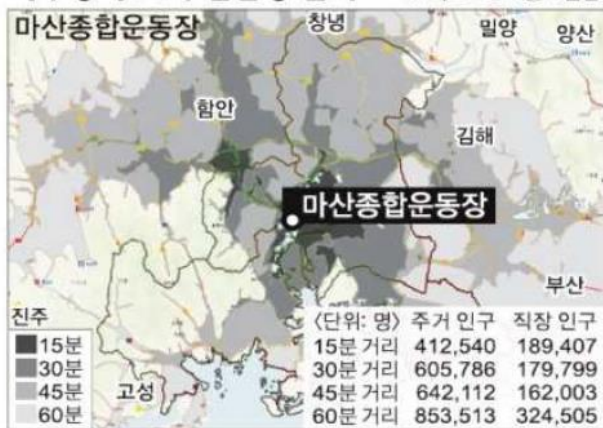 마산종합운동장
창녕
밀양
양산
함안
김해
마산종합운동장
부산
진주
15분
30분
45분
60분
고성
〈단위: 명〉 주거 인구 직장 인구
15분 거리 412,540 189,407
30분 거리 605,786 179,799
45분 거리 642,112 162,003
60분 거리 853,513 324,505